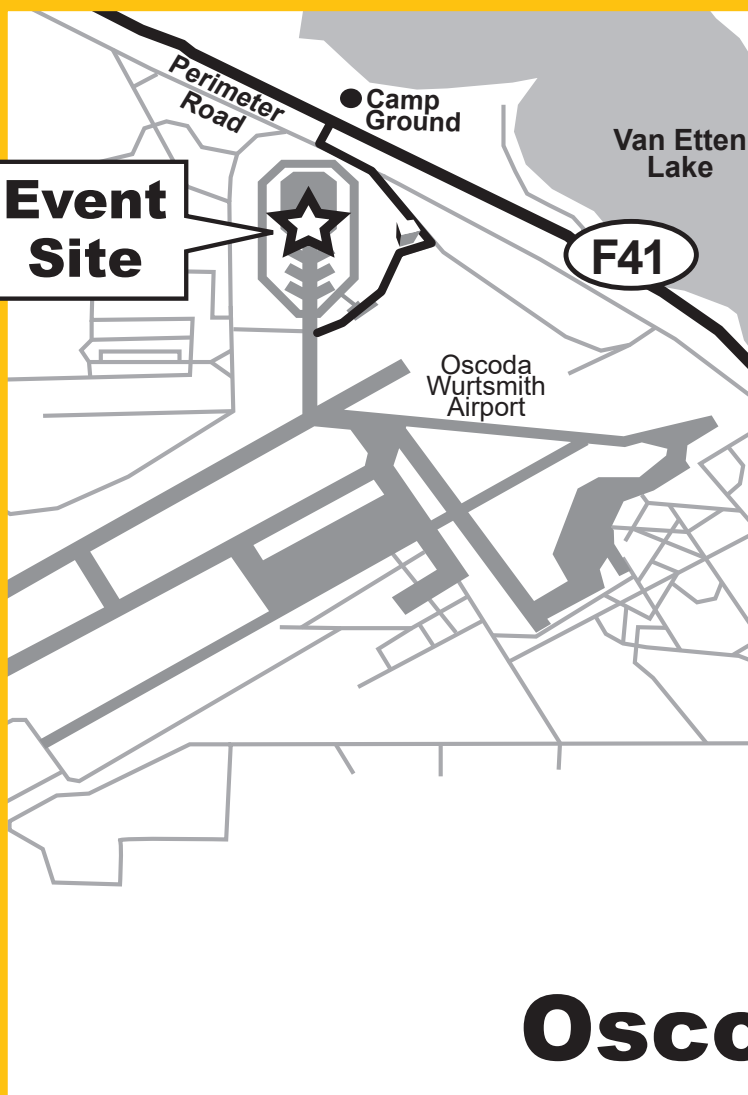 Perimeter
Road
Camp
Ground
Van Etten
Lake
Event
Site
F41
Oscoda
Wurtsmith
Airport
Osco